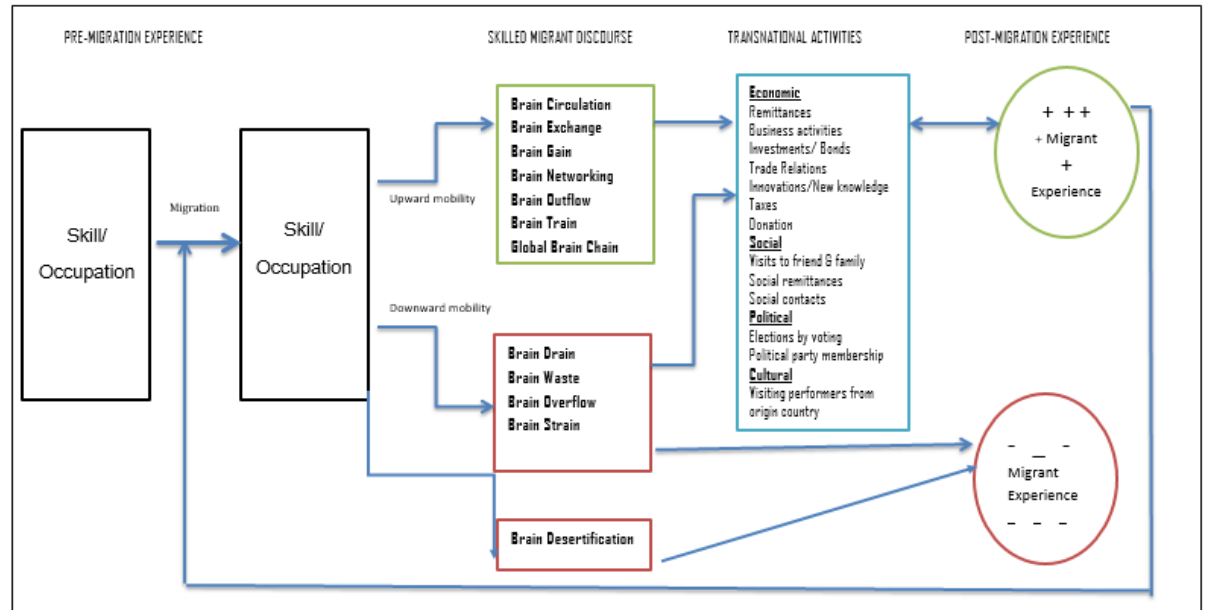 PRE-MIGRATION EXPERIENCE
SKILLED MIGRANT DISCOURSE
TRANSNATIONAL ACTIVITIES
POST-MIGRATION EXPERIENCE
Skill/
Occupation
Migration
Skill/
Occupation
Upward mobility
Downward mobility
Brain Circulation
Brain Exchange
Brain Gain
Brain Networking
Brain Outflow
Brain Train
Global Brain Chain
Brain Drain
Brain Waste
Brain Overflow
Brain Strain
Brain Desertification
Economic
Remittances
Business activities
Investments/ Bonds
Trade Relations
Innovations/New knowledge
Taxes
Donation
Social
Visits to friend & family
Social remittances
Social contacts
Political
Elections by voting
Political party membership
Cultural
Visiting performers from
origin country
+ + +
+ Migrant
+
Experience
- _ -
Migrant
Experience
- - -